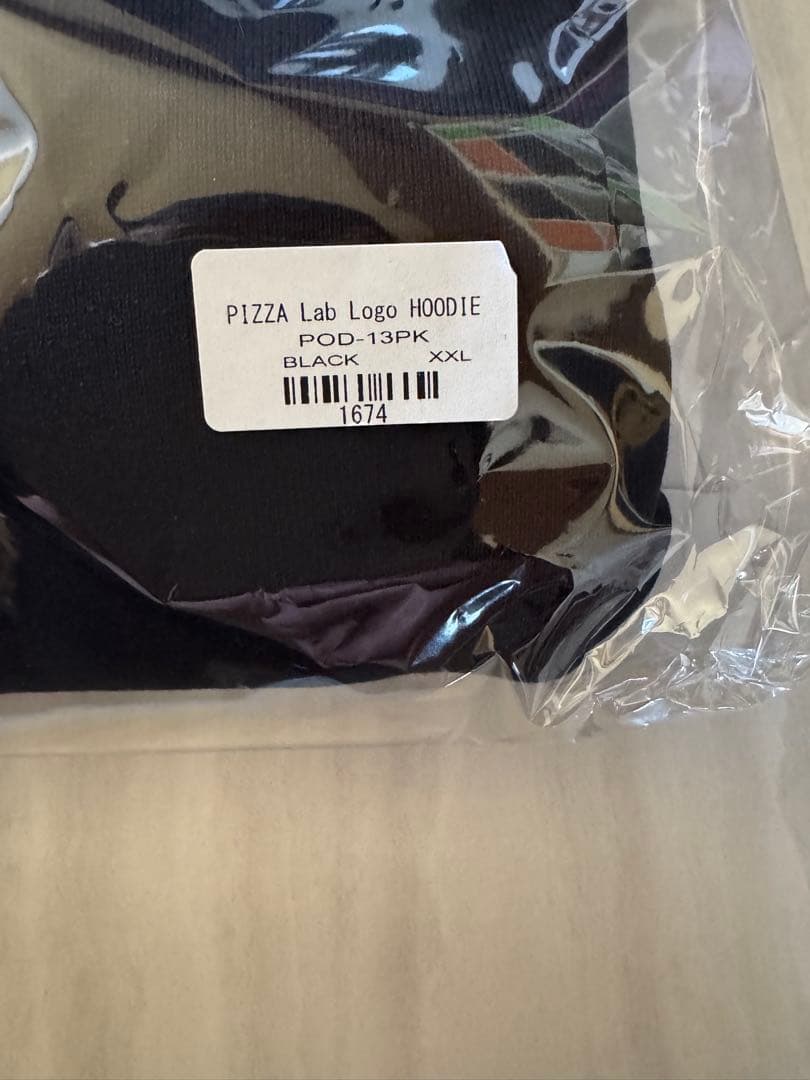 PIZZA Lab Logo HOODIE
POD-13PK
BLACK XXL
1674